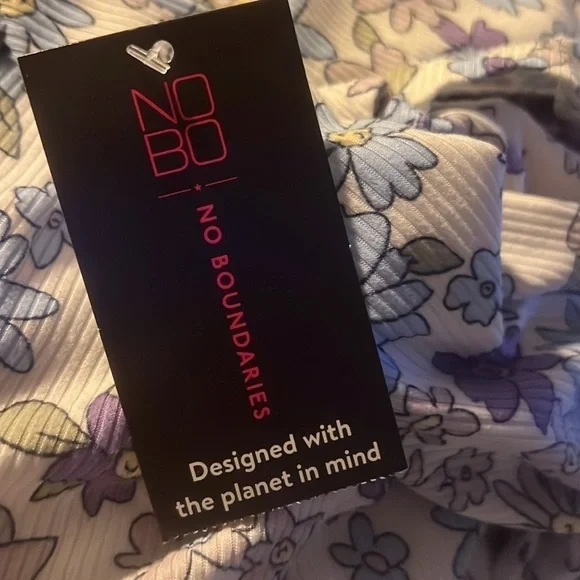 NO
BO
NO BOUNDARIES
Designed with
the planet in mind